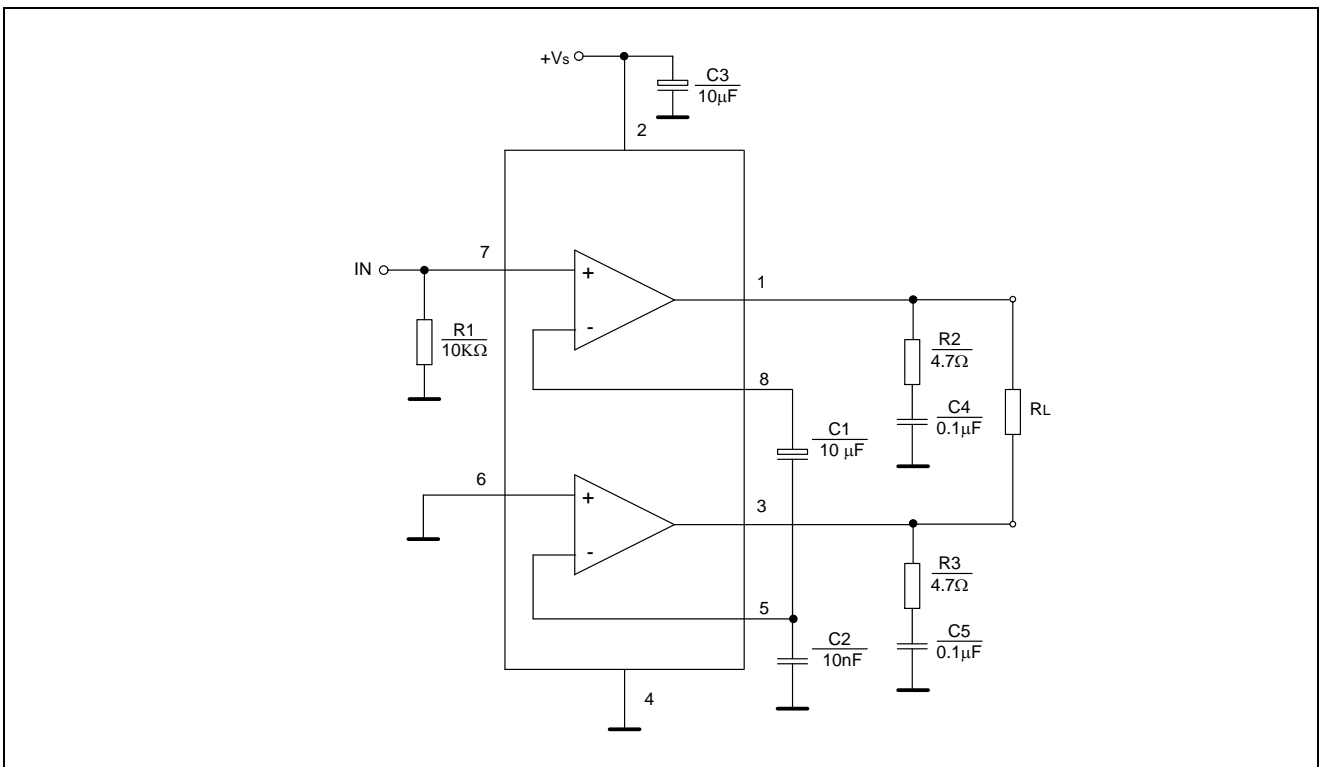 +Vs
C3
10µF
2
IN
7
+
-
1
R1
10KΩ
8
R2
4.7Ω
C4
0.1µF
RL
C1
10 µF
6
+
-
3
5
R3
4.7Ω
C2
10nF
C5
0.1µF
4